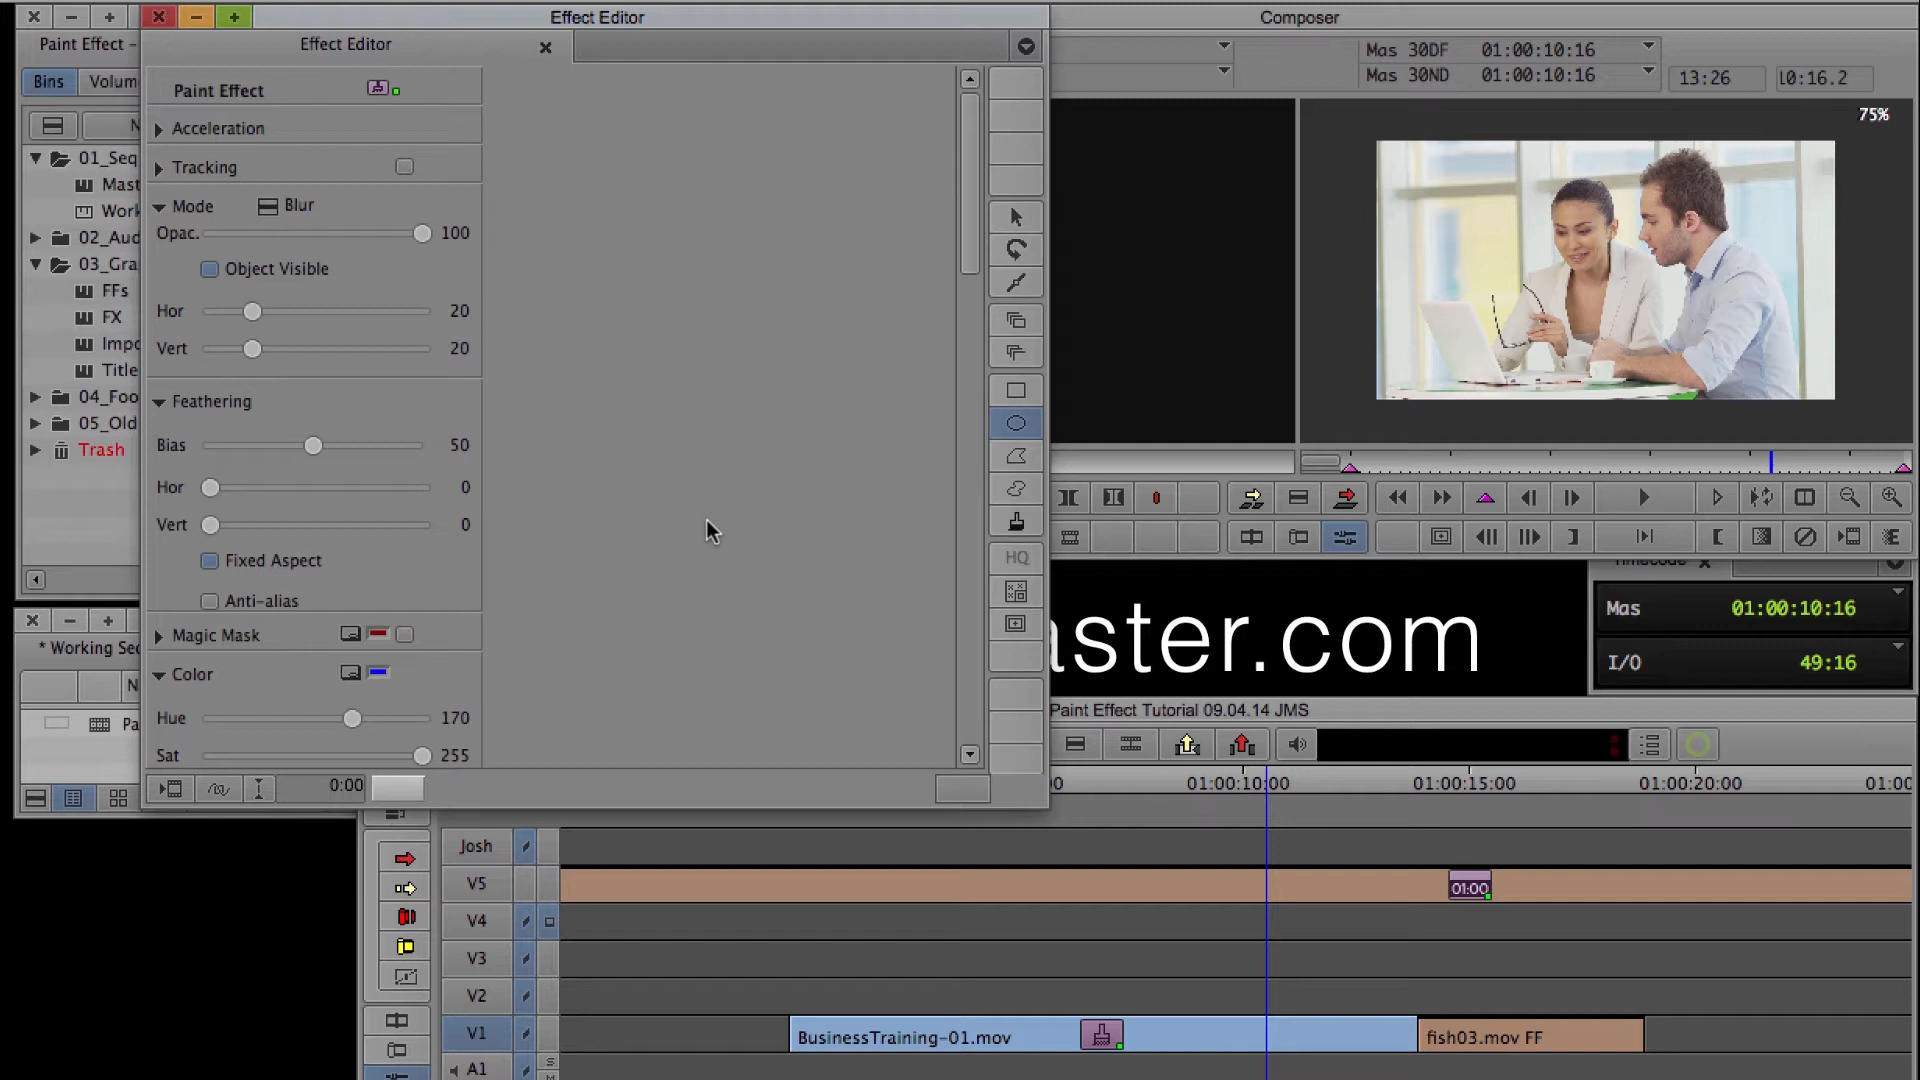 Effect Editor
Composer
Paint Effect -
Effect Editor
Bins
Volum
Paint Effect
Acceleration
Tracking
Mode
Blur
Opac.
100
Object Visible
Hor
20
Vert
20
Feathering
Bias
50
Hor
0
Vert
0
Fixed Aspect
Anti-alias
Magic Mask
Color
Hue
170
Sat
255
0:00
HQ
N
01_Seq
Mast
Work
02_Aud
03_Gra
FFs
FX
Impo
Title
04_Foo
05_Old
Trash
* Working Sec
N
Pa
Mas 30DF 01:00:10:16
Mas 30ND 01:00:10:16
13:26
10:16.2
75%
aster.com
Timecode
Mas 01:00:10:16
I/O 49:16
Paint Effect Tutorial 09.04.14 JMS
00
01:00:10:00
01:00:15:00
01:00:20:00
01:00
Josh
V5
01:00
V4
V3
V2
V1
BusinessTraining-01.mov
fish03.mov FF
A1
S
M